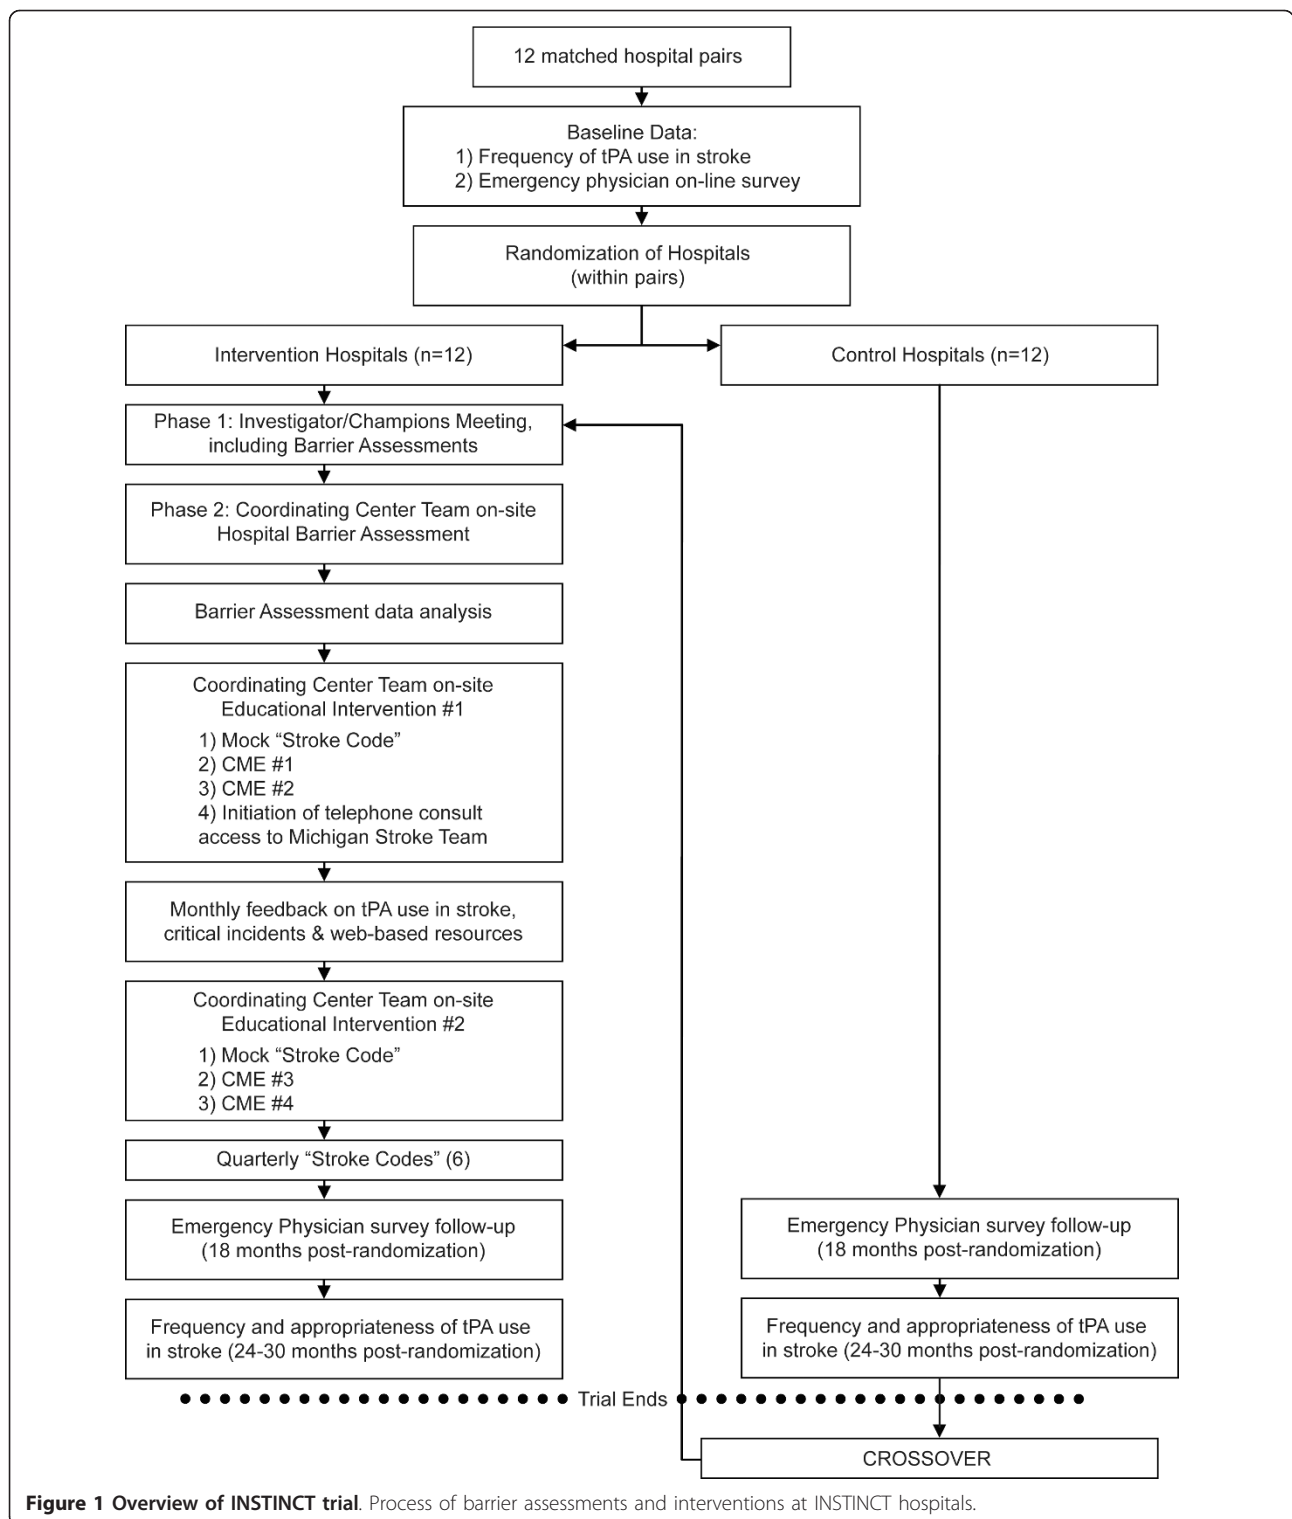 12 matched hospital pairs
Baseline Data:
1) Frequency of tPA use in stroke
2) Emergency physician on-line survey
Randomization of Hospitals
(within pairs)
Intervention Hospitals (n=12)
Control Hospitals (n=12)
Phase 1: Investigator/Champions Meeting,
including Barrier Assessments
Phase 2: Coordinating Center Team on-site
Hospital Barrier Assessment
Barrier Assessment data analysis
Coordinating Center Team on-site
Educational Intervention #1
1) Mock “Stroke Code”
2) CME #1
3) CME #2
4) Initiation of telephone consult
access to Michigan Stroke Team
Monthly feedback on tPA use in stroke,
critical incidents & web-based resources
Coordinating Center Team on-site
Educational Intervention #2
1) Mock “Stroke Code”
2) CME #3
3) CME #4
Quarterly “Stroke Codes” (6)
Emergency Physician survey follow-up
(18 months post-randomization)
Emergency Physician survey follow-up
(18 months post-randomization)
Frequency and appropriateness of tPA use
in stroke (24-30 months post-randomization)
Frequency and appropriateness of tPA use
in stroke (24-30 months post-randomization)
Trial Ends
CROSSOVER
Figure 1 Overview of INSTINCT trial. Process of barrier assessments and interventions at INSTINCT hospitals.